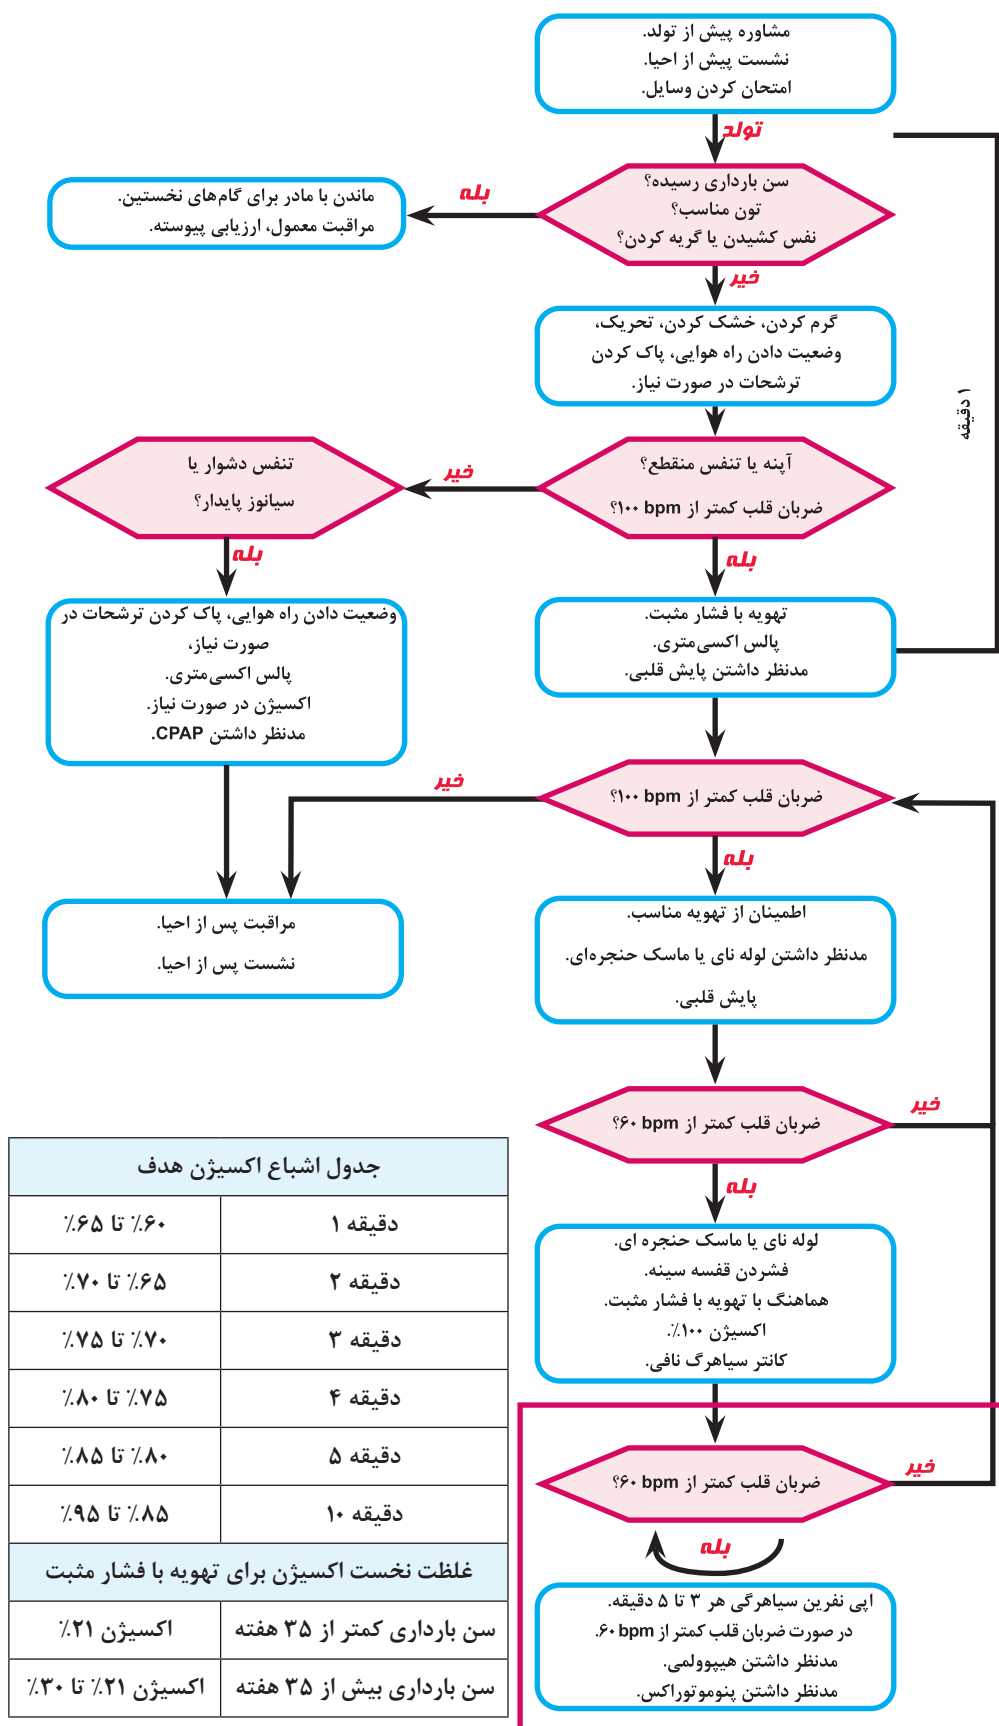 مشاوره پیش از تولد.
نشست پیش از احیا.
امتحان کردن وسایل.
تولد
سن بارداری رسیده؟
تون مناسب؟
نفس کشیدن یا گریه کردن؟
بله
ماندن با مادر برای گام‌های نخستین.
مراقبت معمول، ارزیابی پیوسته.
خیر
گرم کردن، خشک کردن، تحریک،
وضعیت دادن راه هوایی، پاک کردن
ترشحات در صورت نیاز.
۱ دقیقه
آپنه یا تنفس منقطع؟
ضربان قلب کمتر از ۱۰۰ bpm؟
خیر
تنفس دشوار یا
سیانوز پایدار؟
بله
بله
تهویه با فشار مثبت.
پالس اکسی‌متری.
مدنظر داشتن پایش قلبی.
وضعیت دادن راه هوایی، پاک کردن ترشحات در
صورت نیاز،
پالس اکسی‌متری.
اکسیژن در صورت نیاز.
مدنظر داشتن CPAP.
ضربان قلب کمتر از ۱۰۰ bpm؟
خیر
بله
اطمینان از تهویه مناسب.
مدنظر داشتن لوله نای یا ماسک حنجره‌ای.
پایش قلبی.
مراقبت پس از احیا.
نشست پس از احیا.
ضربان قلب کمتر از ۶۰ bpm؟
خیر
بله
لوله نای یا ماسک حنجره ای.
فشردن قفسه سینه.
هماهنگ با تهویه با فشار مثبت.
اکسیژن ۱۰۰٪.
کانتر سیاهرگ نافی.
ضربان قلب کمتر از ۶۰ bpm؟
خیر
بله
اپی نفرین سیاهرگی هر ۳ تا ۵ دقیقه.
در صورت ضربان قلب کمتر از ۶۰ bpm.
مدنظر داشتن هیپوولمی.
مدنظر داشتن پنوموتوراکس.
جدول اشباع اکسیژن هدف
دقیقه ۱ ۶۰٪ تا ۶۵٪
دقیقه ۲ ۶۵٪ تا ۷۰٪
دقیقه ۳ ۷۰٪ تا ۷۵٪
دقیقه ۴ ۷۵٪ تا ۸۰٪
دقیقه ۵ ۸۰٪ تا ۸۵٪
دقیقه ۱۰ ۸۵٪ تا ۹۵٪
غلظت نخست اکسیژن برای تهویه با فشار مثبت
سن بارداری کمتر از ۳۵ هفته اکسیژن ۲۱٪
سن بارداری بیش از ۳۵ هفته اکسیژن ۲۱٪ تا ۳۰٪